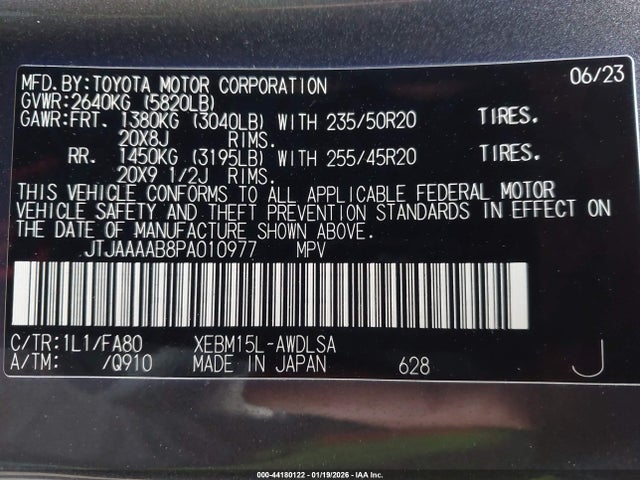 MFD.BY:TOYOTA MOTOR CORPORATION 06/23
GVWR:2640KG (5820LB)
GAWR:FRT. 1380KG (3040LB) WITH 235/50R20 TIRES.
20X8J RIMS.
RR. 1450KG (3195LB) WITH 255/45R20 TIRES.
20X9 1/2J RIMS.
THIS VEHICLE CONFORMS TO ALL APPLICABLE FEDERAL MOTOR
VEHICLE SAFETY AND THEFT PREVENTION STANDARDS IN EFFECT ON
THE DATE OF MANUFACTURE SHOWN ABOVE.
JTJAAAAB8PA010977 MPV
C/TR:1L1/FA80 XEBM15L-AWDLSA
A/TM: /Q910 MADE IN JAPAN 628 J
000-44180122 - 01/19/2026 - IAA Inc.